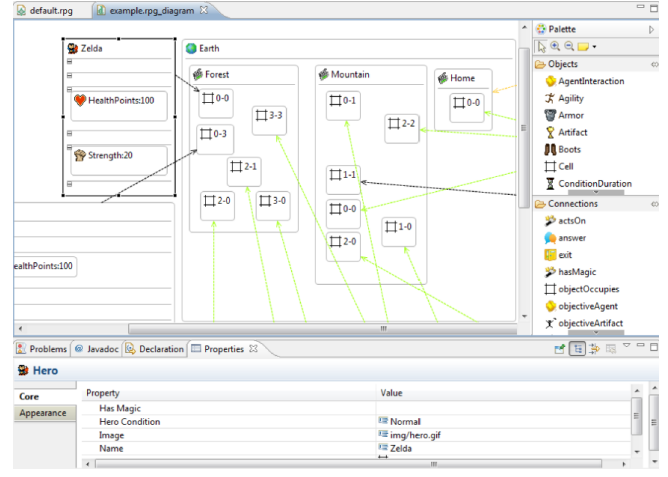 default.rpg
example.rpg_diagram
Zelda
HealthPoints:100
Strength:20
ealthPoints:100
Earth
Forest
0-0
3-3
0-3
2-1
2-0
3-0
Mountain
0-1
2-2
1-1
0-0
1-0
2-0
Home
0-0
Palette
Objects
AgentInteraction
Agility
Armor
Artifact
Boots
Cell
ConditionDuration
Connections
actsOn
answer
exit
hasMagic
objectOccupies
objectiveAgent
objectiveArtifact
Problems @ Javadoc Declaration Properties
Hero
Core
Appearance
Property Value
Has Magic
Hero Condition Normal
Image img/hero.gif
Name Zelda